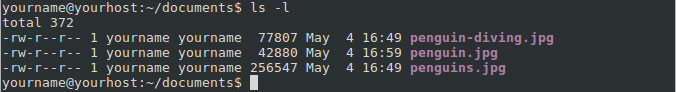 yourname@yourhost:~/documents$ ls -l
total 372
-rw-r--r-- 1 yourname yourname  77807 May  4 16:49 penguin-diving.jpg
-rw-r--r-- 1 yourname yourname  42880 May  4 16:59 penguin.jpg
-rw-r--r-- 1 yourname yourname 256547 May  4 16:49 penguins.jpg
yourname@yourhost:~/documents$